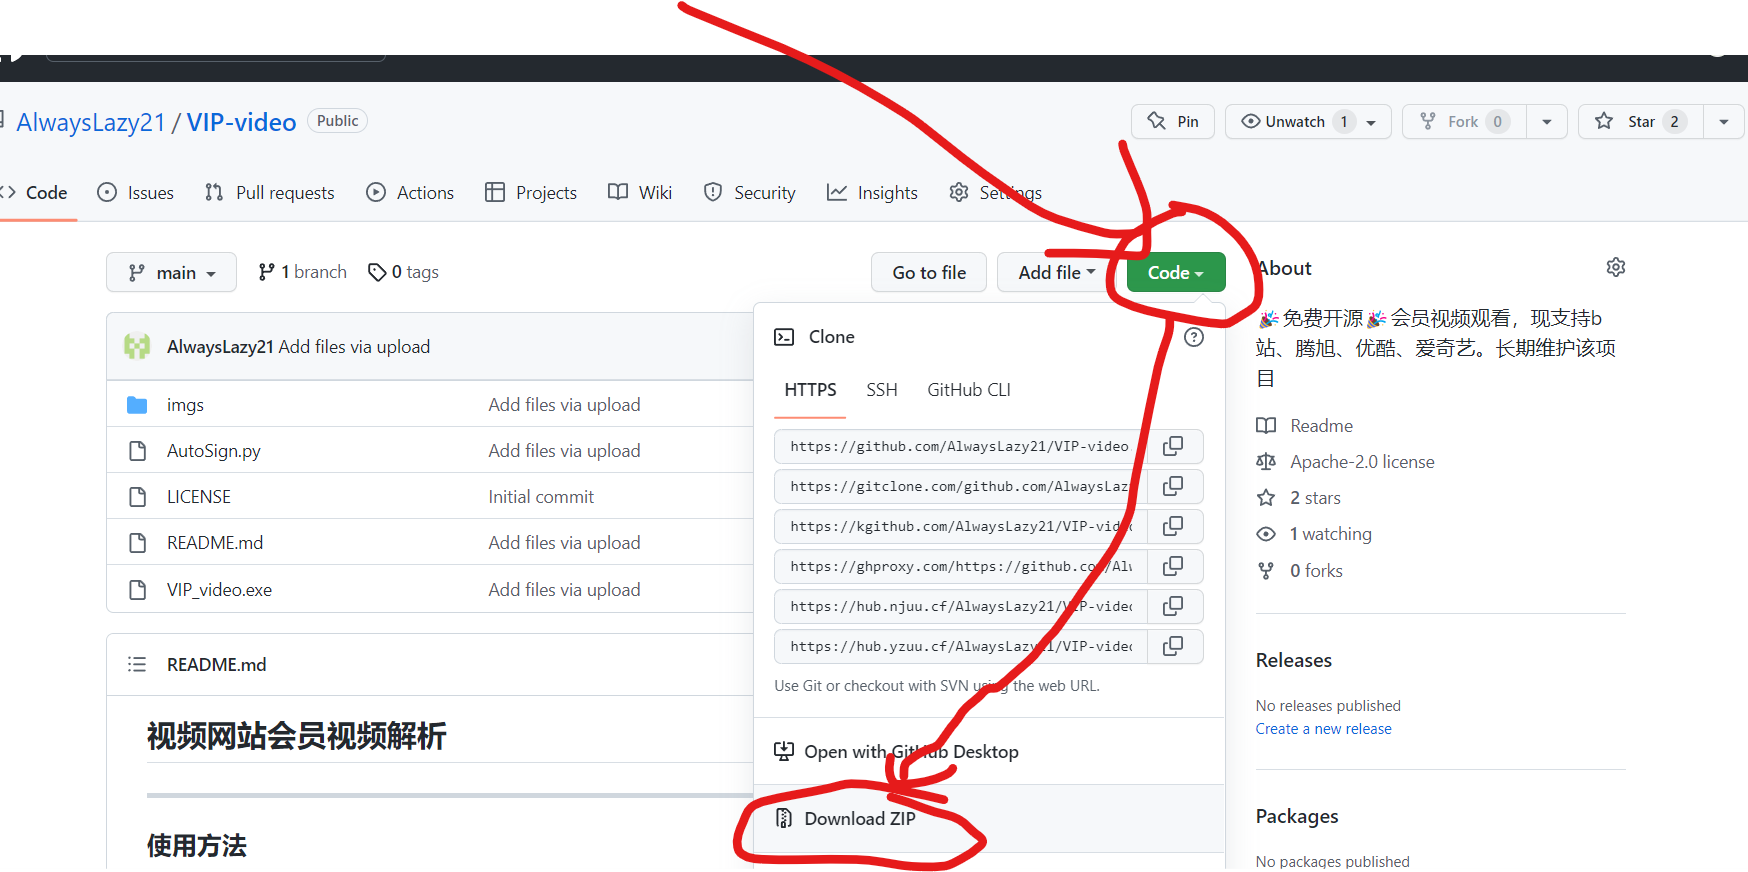 AlwaysLazy21 / VIP-video Public
Pin
Unwatch 1
Fork 0
Star 2
Code
Issues
Pull requests
Actions
Projects
Wiki
Security
Insights
Settings
main
1 branch
0 tags
Go to file
Add file
Code
AlwaysLazy21 Add files via upload
imgs Add files via upload
AutoSign.py Add files via upload
LICENSE Initial commit
README.md Add files via upload
VIP_video.exe Add files via upload
README.md
视频网站会员视频解析
使用方法
Clone
HTTPS SSH GitHub CLI
https://github.com/AlwaysLazy21/VIP-video
https://gitclone.com/github.com/AlwaysLaz
https://kgithub.com/AlwaysLazy21/VIP-vide
https://ghproxy.com/https://github.com/Al
https://hub.njuu.cf/AlwaysLazy21/VIP-vide
https://hub.yzuu.cf/AlwaysLazy21/VIP-vide
Use Git or checkout with SVN using the web URL.
Open with GitHub Desktop
Download ZIP
About
🎉免费开源🎉会员视频观看，现支持b
站、腾旭、优酷、爱奇艺。长期维护该项
目
Readme
Apache-2.0 license
2 stars
1 watching
0 forks
Releases
No releases published
Create a new release
Packages
No packages published